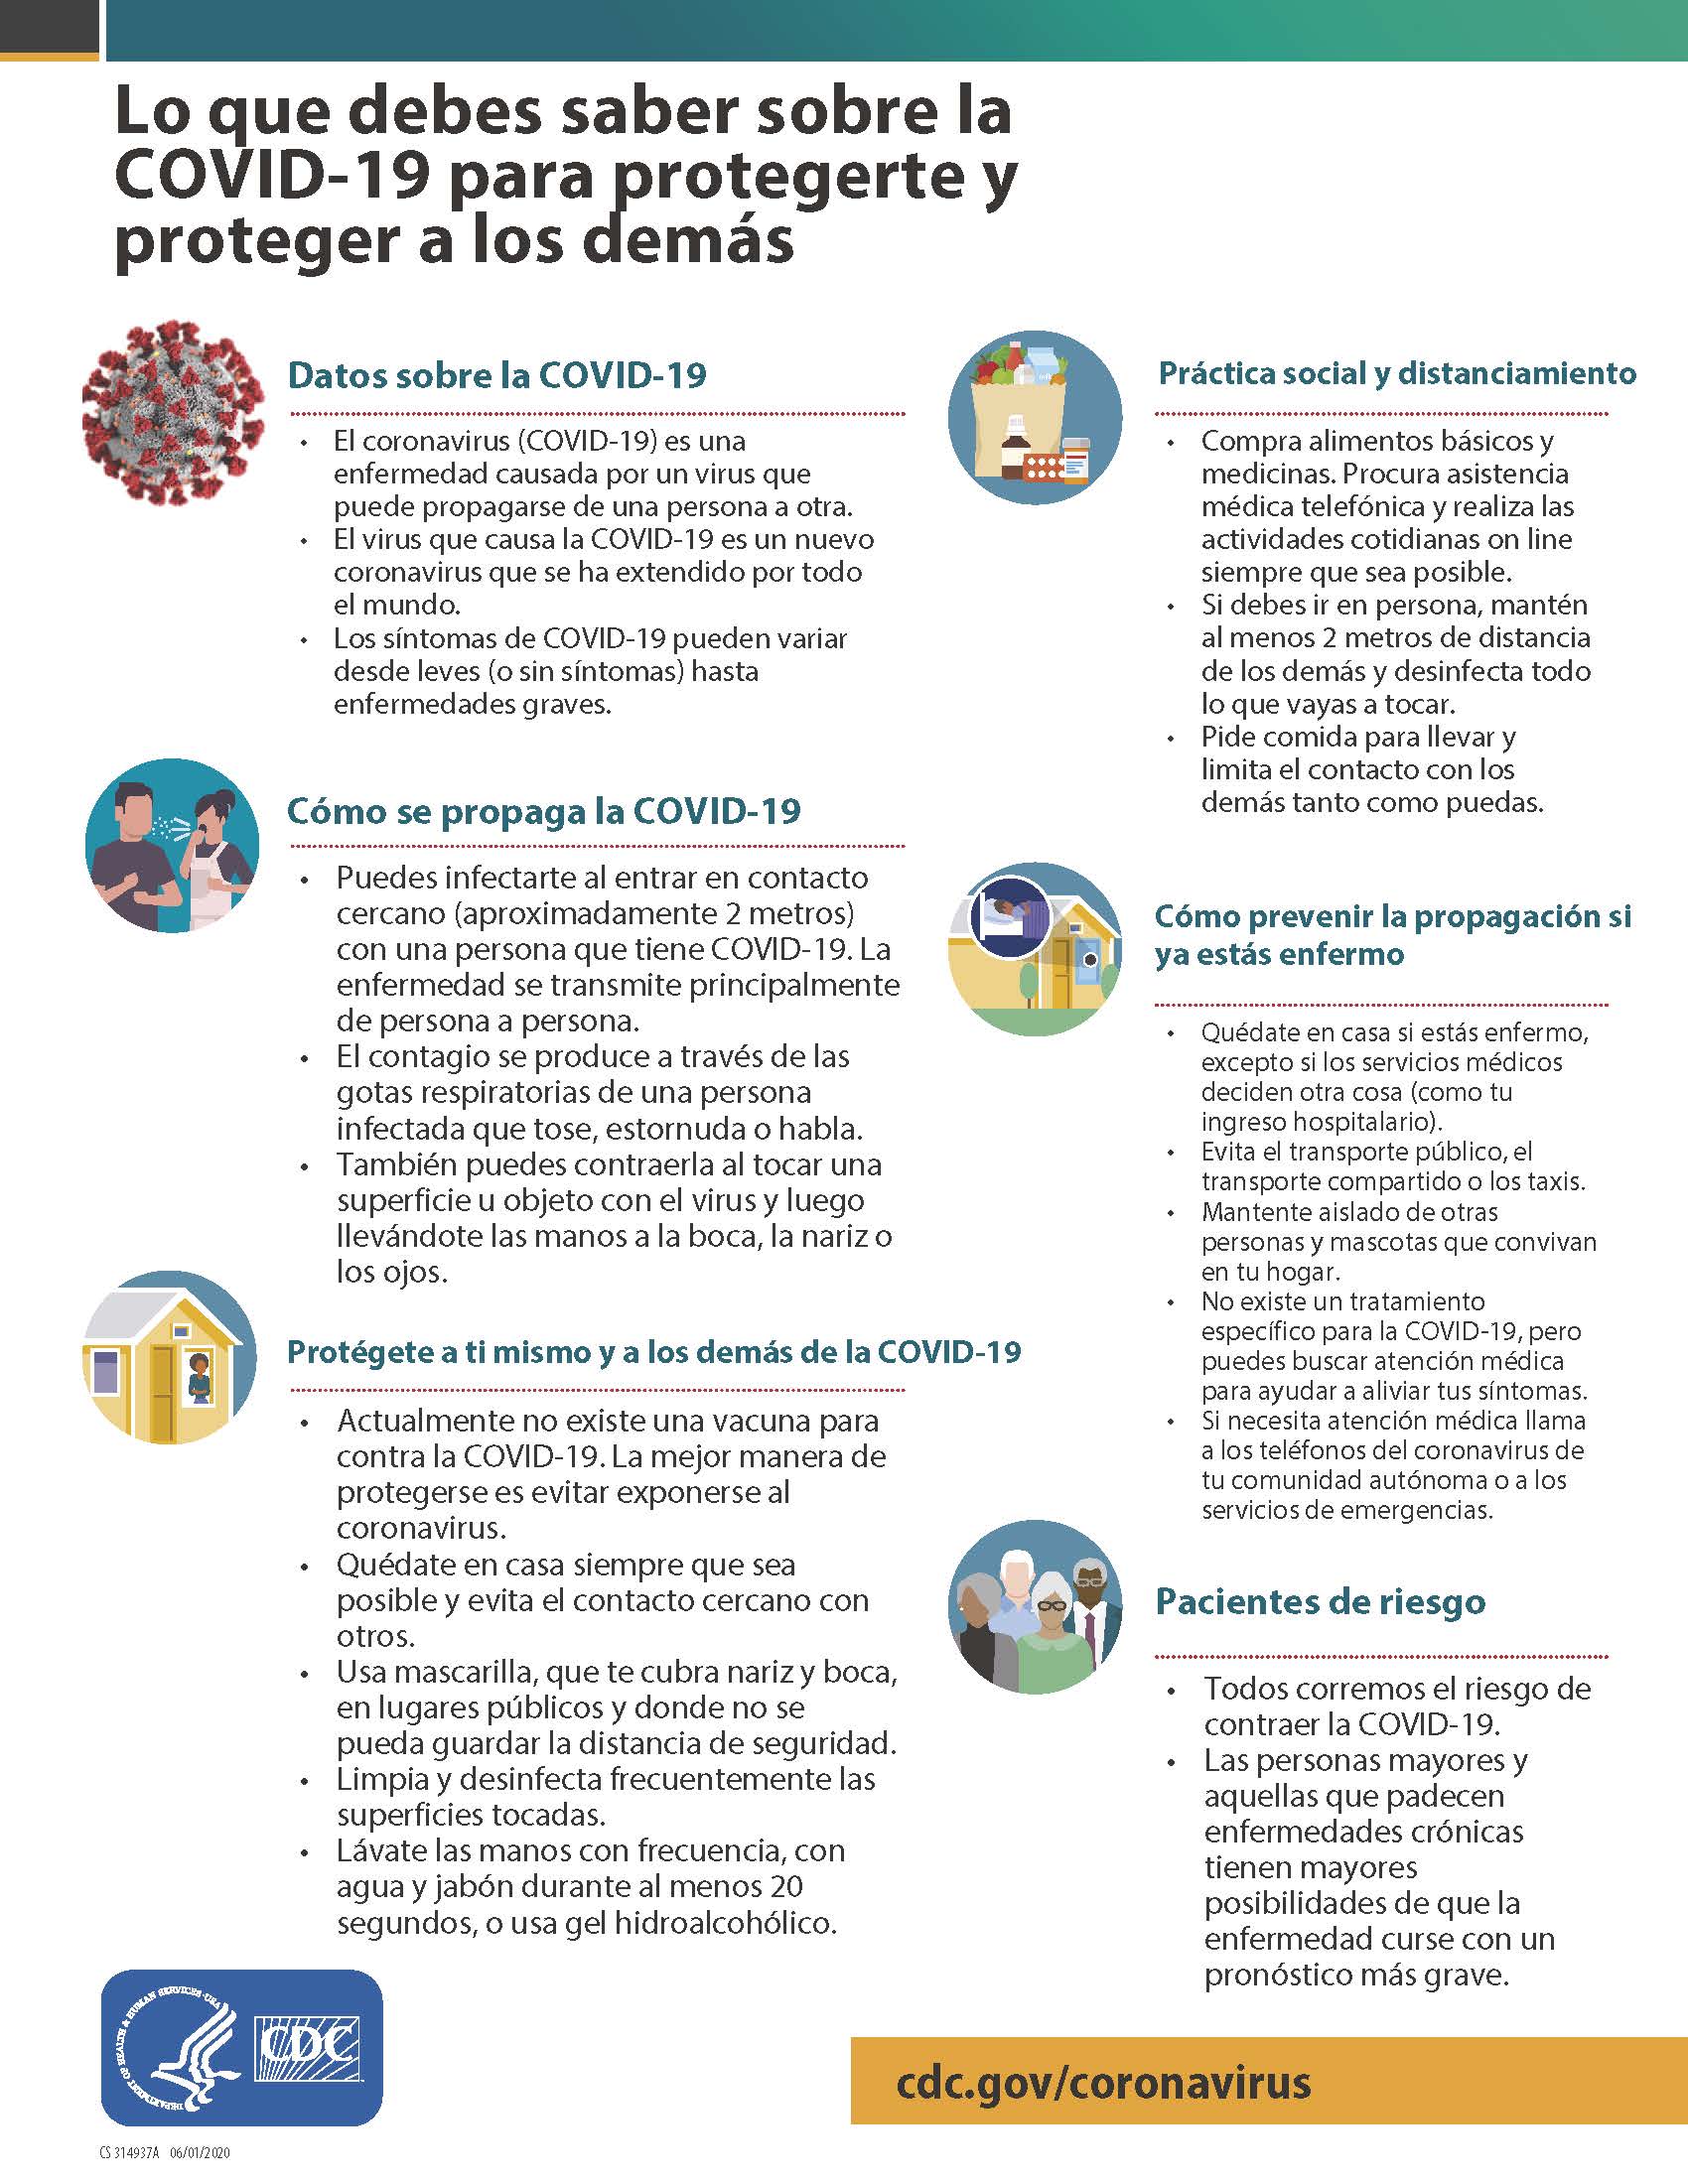 Lo que debes saber sobre la
COVID-19 para protegerte y
proteger a los demás
Datos sobre la COVID-19
• El coronavirus (COVID-19) es una
enfermedad causada por un virus que
puede propagarse de una persona a otra.
• El virus que causa la COVID-19 es un nuevo
coronavirus que se ha extendido por todo
el mundo.
• Los síntomas de COVID-19 pueden variar
desde leves (o sin síntomas) hasta
enfermedades graves.
Cómo se propaga la COVID-19
• Puedes infectarte al entrar en contacto
cercano (aproximadamente 2 metros)
con una persona que tiene COVID-19. La
enfermedad se transmite principalmente
de persona a persona.
• El contagio se produce a través de las
gotas respiratorias de una persona
infectada que tose, estornuda o habla.
• También puedes contraerla al tocar una
superficie u objeto con el virus y luego
llevándote las manos a la boca, la nariz o
los ojos.
Protégete a ti mismo y a los demás de la COVID-19
• Actualmente no existe una vacuna para
contra la COVID-19. La mejor manera de
protegerse es evitar exponerse al
coronavirus.
• Quédate en casa siempre que sea
posible y evita el contacto cercano con
otros.
• Usa mascarilla, que te cubra nariz y boca,
en lugares públicos y donde no se
pueda guardar la distancia de seguridad.
• Limpia y desinfecta frecuentemente las
superficies tocadas.
• Lávate las manos con frecuencia, con
agua y jabón durante al menos 20
segundos, o usa gel hidroalcohólico.
Práctica social y distanciamiento
• Compra alimentos básicos y
medicinas. Procura asistencia
médica telefónica y realiza las
actividades cotidianas on line
siempre que sea posible.
• Si debes ir en persona, mantén
al menos 2 metros de distancia
de los demás y desinfecta todo
lo que vayas a tocar.
• Pide comida para llevar y
limita el contacto con los
demás tanto como puedas.
Cómo prevenir la propagación si
ya estás enfermo
• Quédate en casa si estás enfermo,
excepto si los servicios médicos
deciden otra cosa (como tu
ingreso hospitalario).
• Evita el transporte público, el
transporte compartido o los taxis.
• Mantente aislado de otras
personas y mascotas que convivan
en tu hogar.
• No existe un tratamiento
específico para la COVID-19, pero
puedes buscar atención médica
para ayudar a aliviar tus síntomas.
• Si necesita atención médica llama
a los teléfonos del coronavirus de
tu comunidad autónoma o a los
servicios de emergencias.
Pacientes de riesgo
• Todos corremos el riesgo de
contraer la COVID-19.
• Las personas mayores y
aquellas que padecen
enfermedades crónicas
tienen mayores
posibilidades de que la
enfermedad curse con un
pronóstico más grave.
DEPARTMENT OF HEALTH & HUMAN SERVICES·USA
CDC
cdc.gov/coronavirus
CS 314937A 06/01/2020